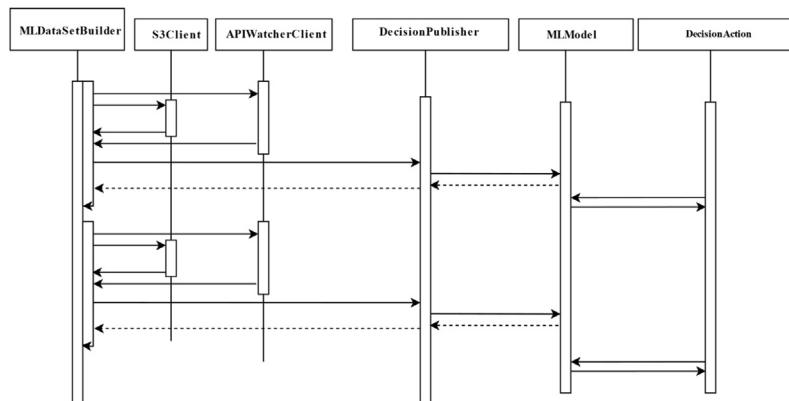 MLDataSetBuilder
S3Client
APIWatcherClient
DecisionPublisher
MLModel
DecisionAction